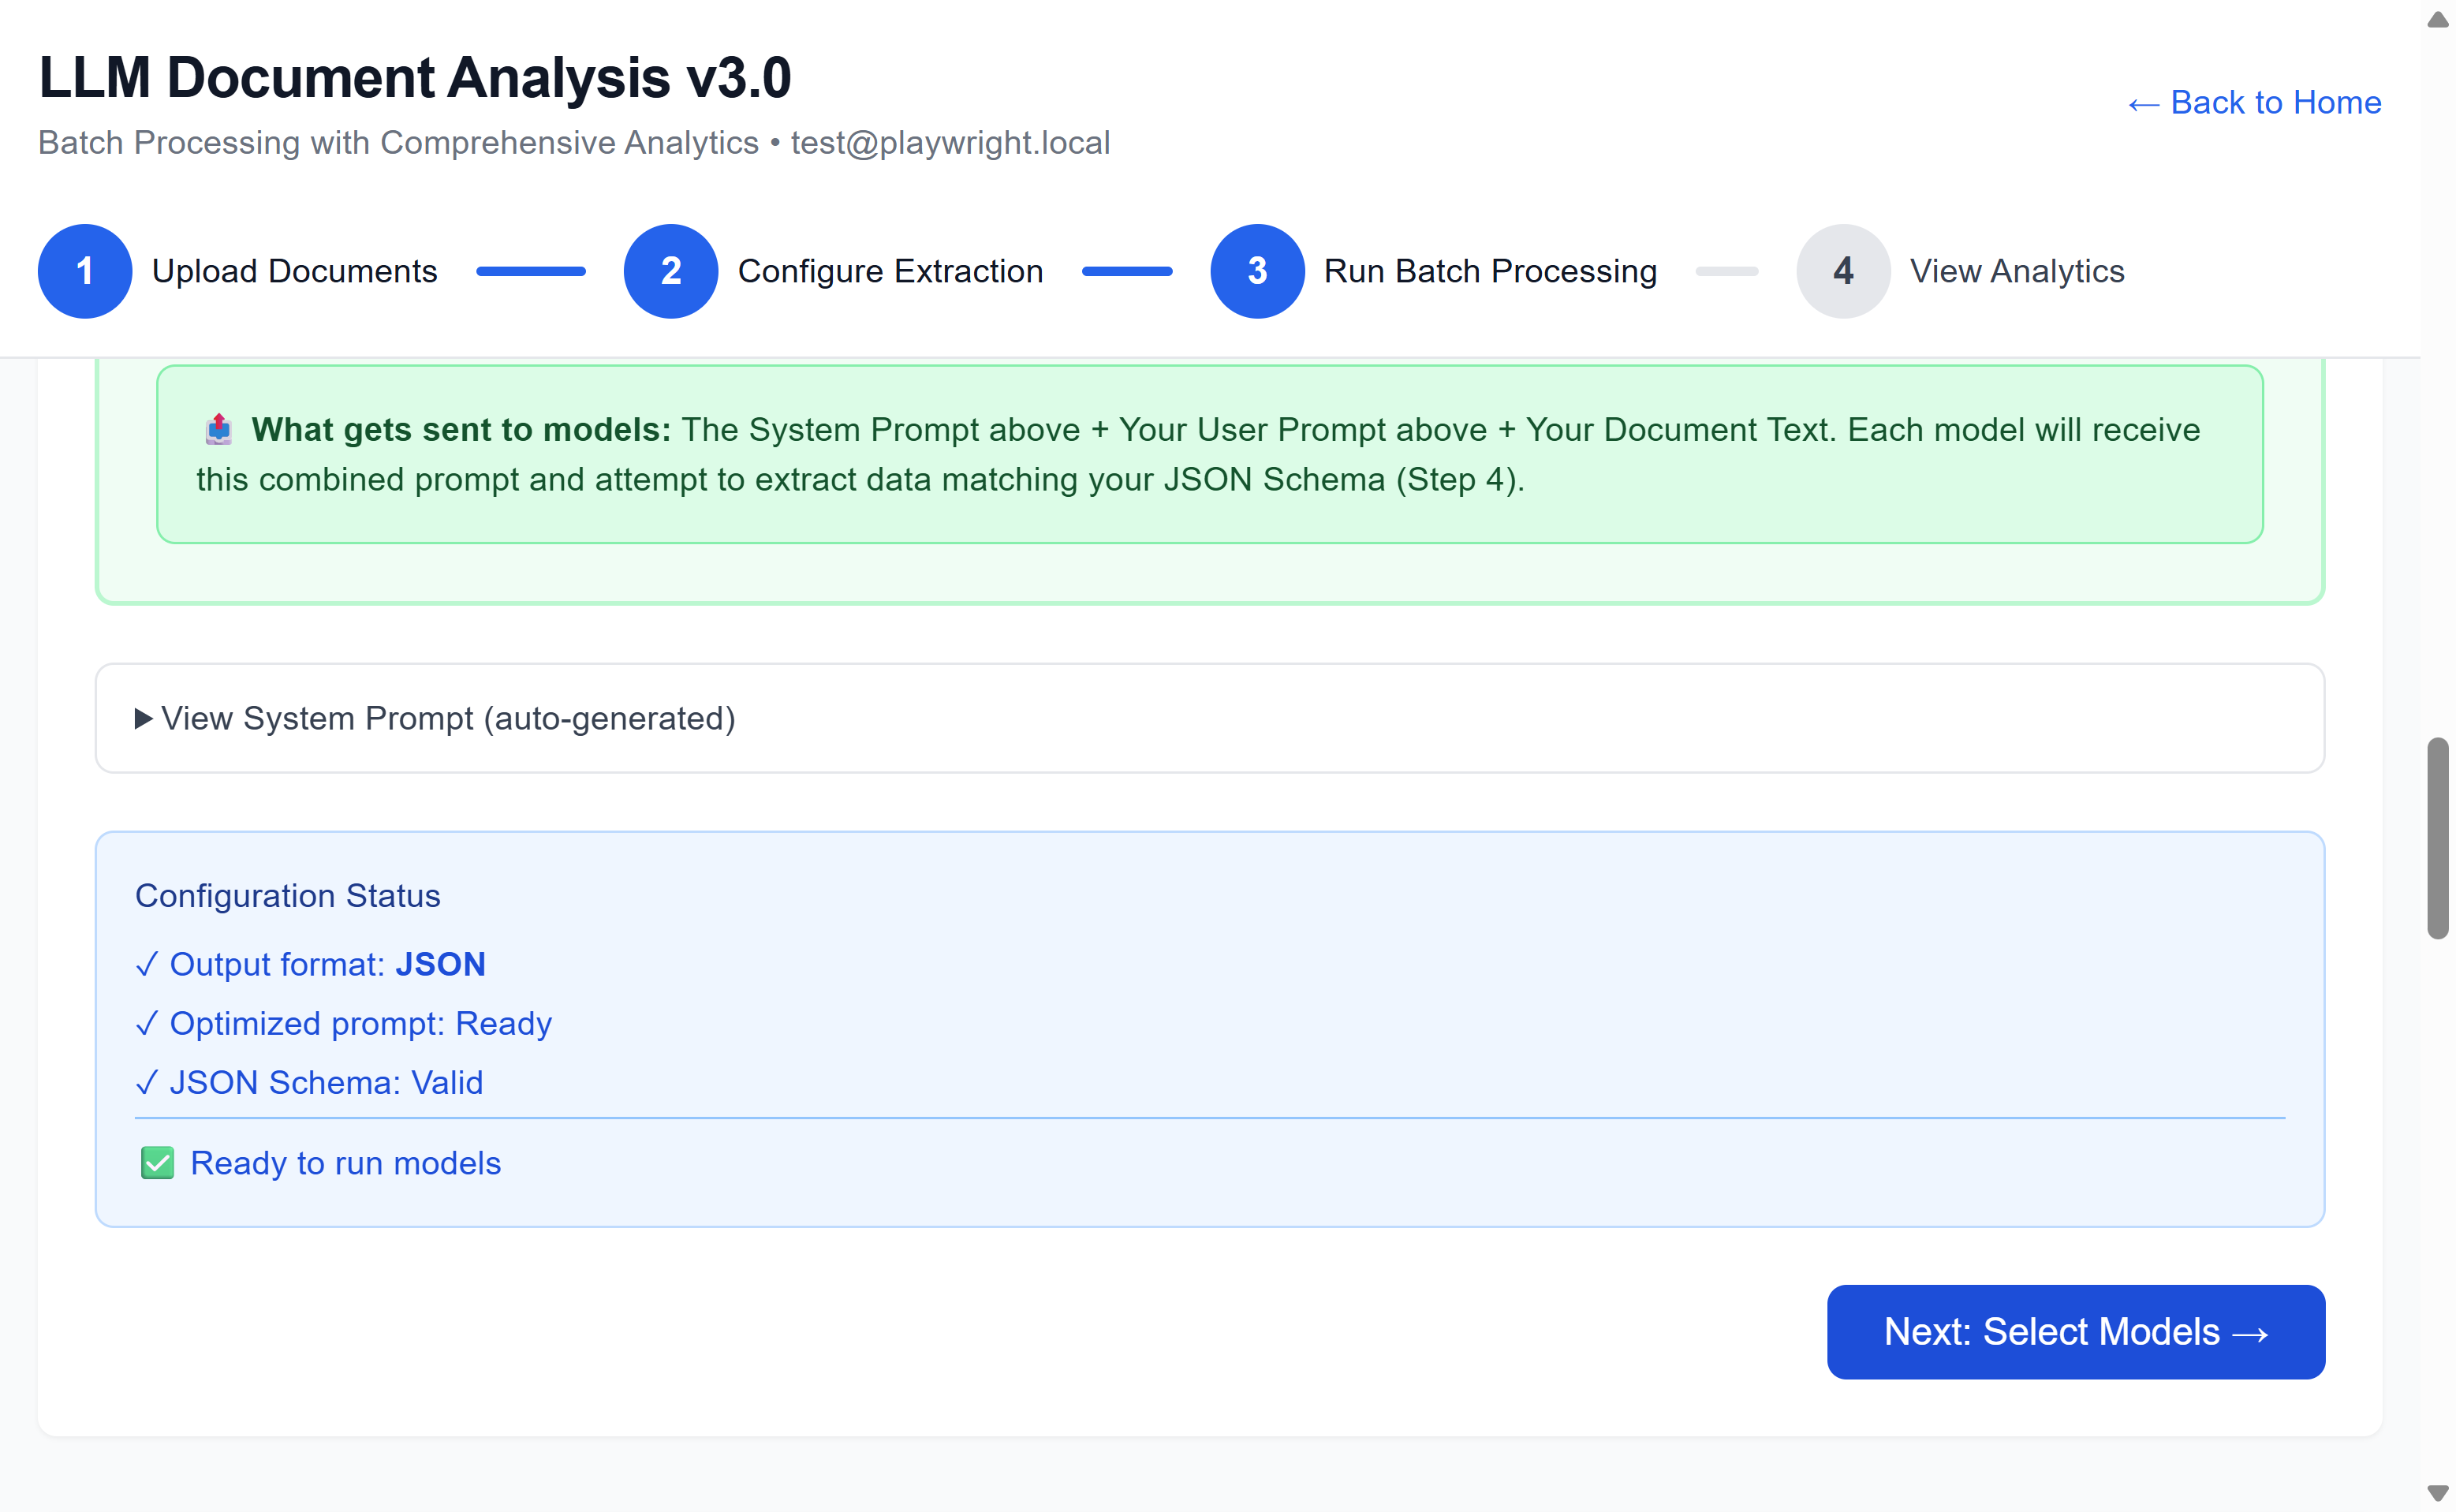 LLM Document Analysis v3.0
Batch Processing with Comprehensive Analytics • test@playwright.local
← Back to Home
1 Upload Documents
2 Configure Extraction
3 Run Batch Processing
4 View Analytics
📤 What gets sent to models: The System Prompt above + Your User Prompt above + Your Document Text. Each model will receive
this combined prompt and attempt to extract data matching your JSON Schema (Step 4).
▶ View System Prompt (auto-generated)
Configuration Status
✓ Output format: JSON
✓ Optimized prompt: Ready
✓ JSON Schema: Valid
✅ Ready to run models
Next: Select Models →